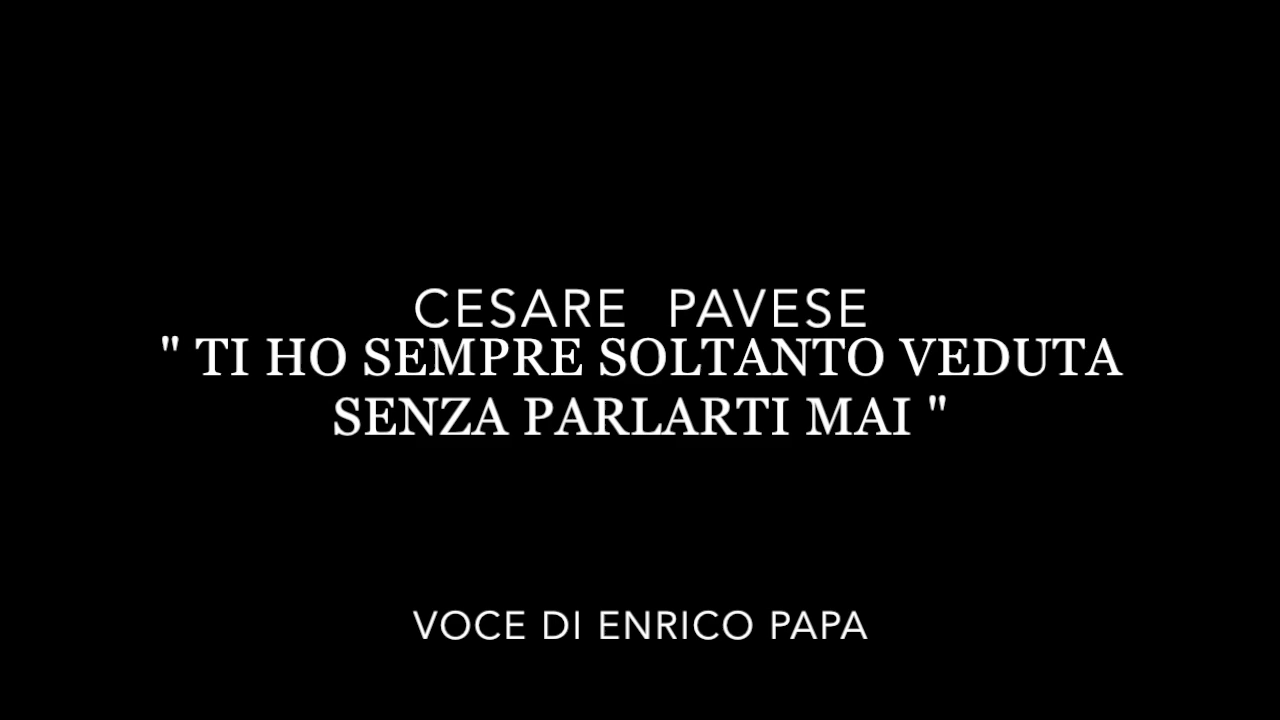 CESARE PAVESE
" TI HO SEMPRE SOLTANTO VEDUTA
SENZA PARLARTI MAI "
VOCE DI ENRICO PAPA